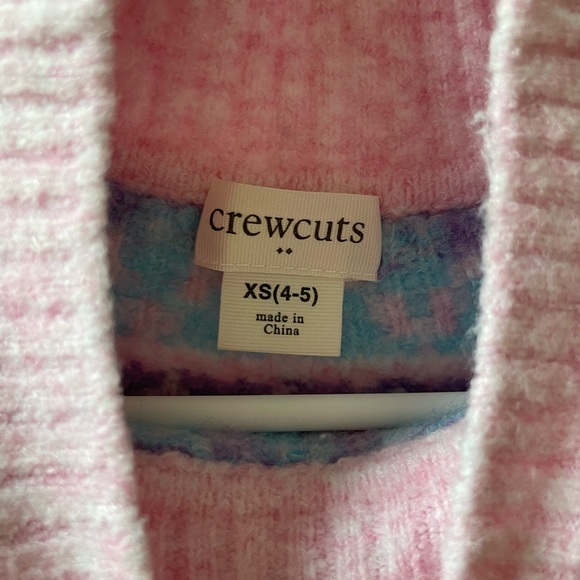 crewcuts
XS(4-5)
made in
China